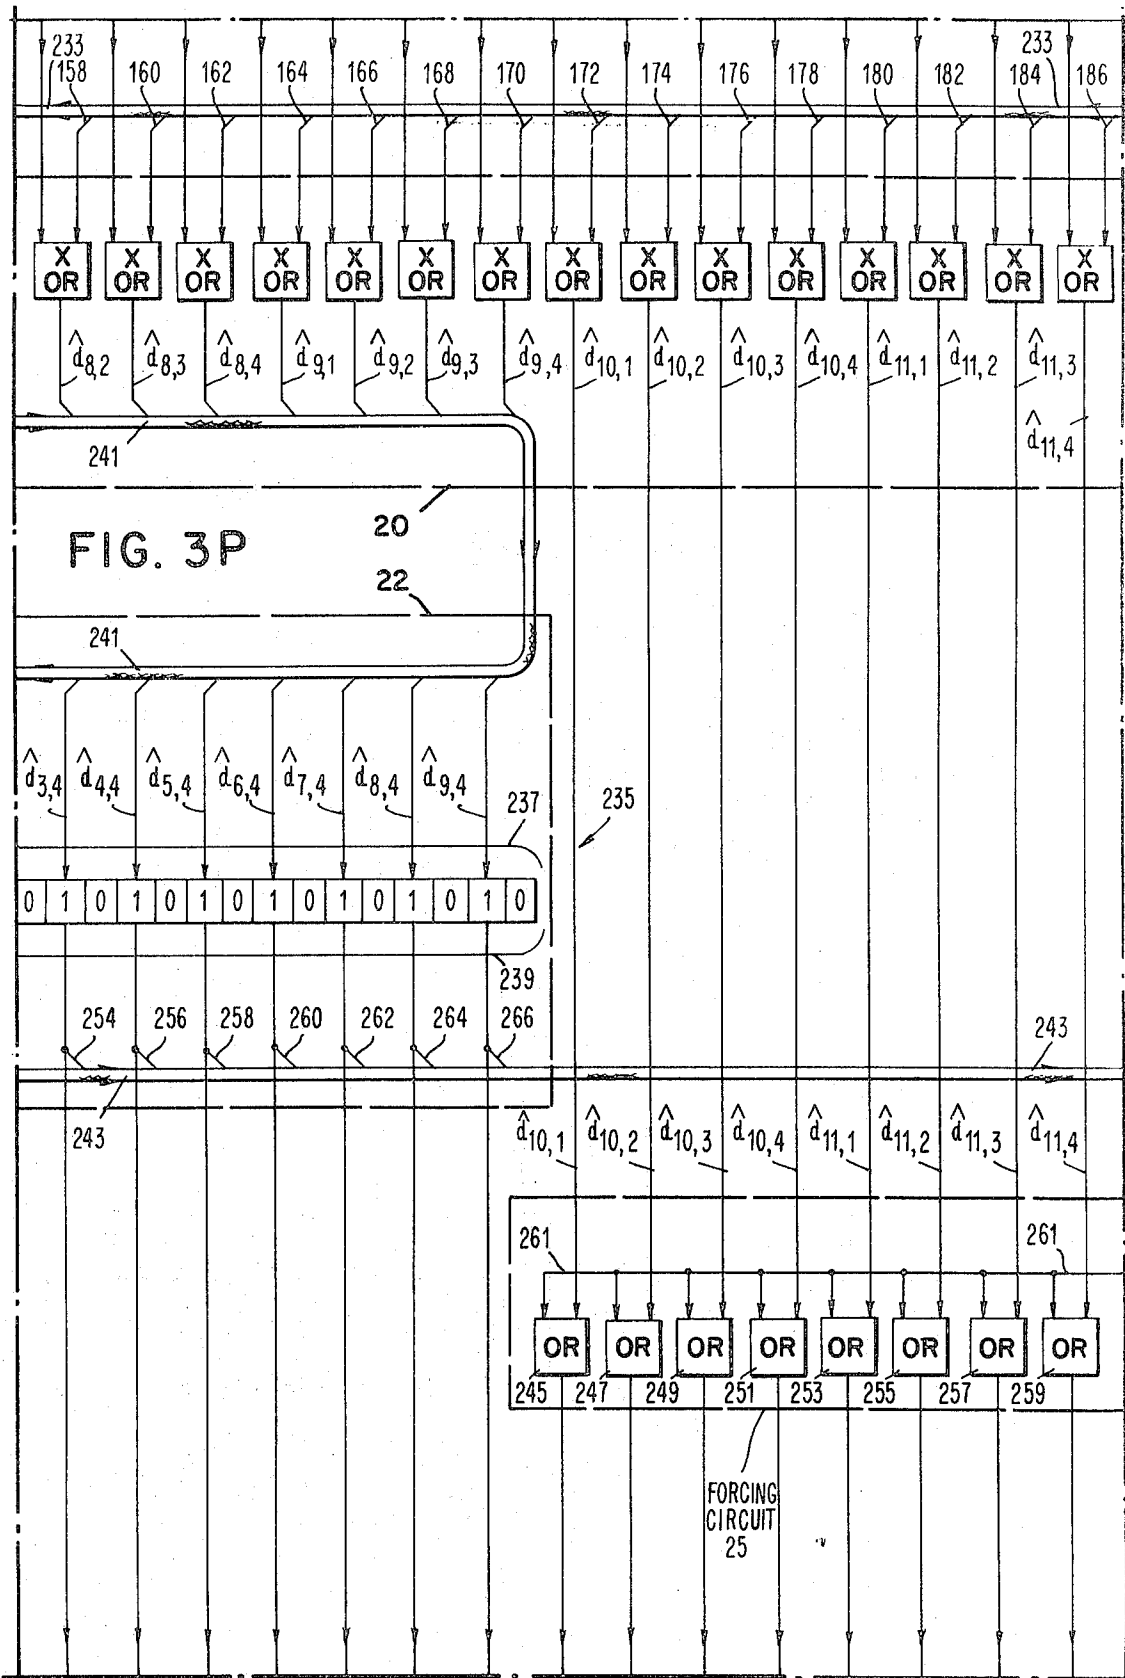 233 233
158 160 162 164 166 168 170 172 174 176 178 180 182 184 186
X X X X X X X X X X X X X X X
OR OR OR OR OR OR OR OR OR OR OR OR OR OR OR
d̂8,2 d̂8,3 d̂8,4 d̂9,1 d̂9,2 d̂9,3 d̂9,4 d̂10,1 d̂10,2 d̂10,3 d̂10,4 d̂11,1 d̂11,2 d̂11,3
d̂11,4
241
20
FIG. 3P
22
241
d̂3,4 d̂4,4 d̂5,4 d̂6,4 d̂7,4 d̂8,4 d̂9,4
237 235
0 1 0 1 0 1 0 1 0 1 0 1 0 1 0
239
254 256 258 260 262 264 266 243
243
d̂10,1 d̂10,2 d̂10,3 d̂10,4 d̂11,1 d̂11,2 d̂11,3 d̂11,4
261 261
OR OR OR OR OR OR OR OR
245 247 249 251 253 255 257 259
FORCING
CIRCUIT
25